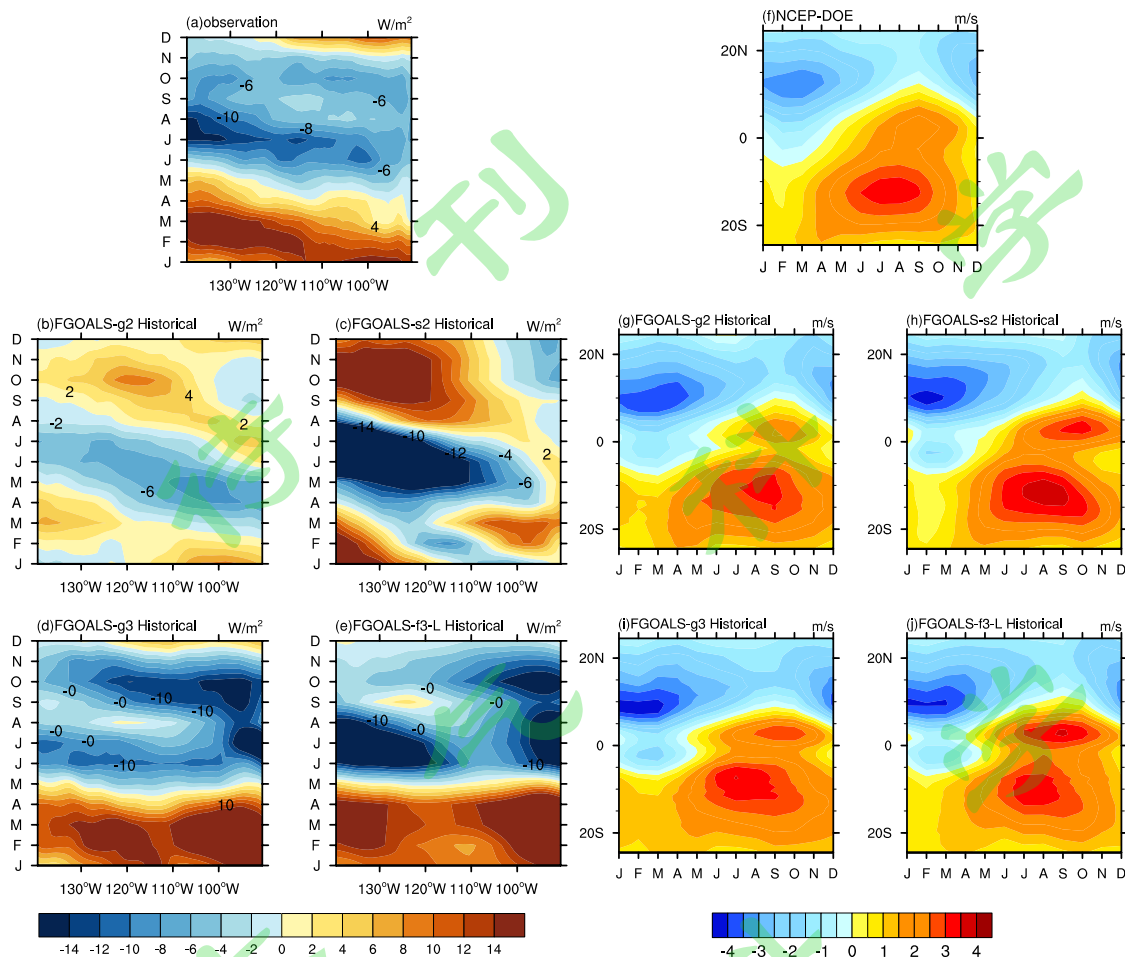 (a)observation W/m²
D
N
O
S
A
J
J
M
A
M
F
J
-6
-6
-10
-8
-6
4
130°W 120°W 110°W 100°W
(f)NCEP-DOE m/s
20N
0
20S
J F M A M J J A S O N D
(b)FGOALS-g2 Historical W/m²
D
N
O
S
A
J
J
M
A
M
F
J
2
4
-2
2
-6
130°W 120°W 110°W 100°W
(c)FGOALS-s2 Historical W/m²
D
N
O
S
A
J
J
M
A
M
F
J
-14
-10
-12
-4
2
-6
130°W 120°W 110°W 100°W
(g)FGOALS-g2 Historical m/s
20N
0
20S
J F M A M J J A S O N D
(h)FGOALS-s2 Historical m/s
20N
0
20S
J F M A M J J A S O N D
(d)FGOALS-g3 Historical W/m²
D
N
O
S
A
J
J
M
A
M
F
J
-0
-0
-10
-10
-0
-0
-10
10
130°W 120°W 110°W 100°W
(e)FGOALS-f3-L Historical W/m²
D
N
O
S
A
J
J
M
A
M
F
J
-0
-0
-10
-0
-10
130°W 120°W 110°W 100°W
(i)FGOALS-g3 Historical m/s
20N
0
20S
J F M A M J J A S O N D
(j)FGOALS-f3-L Historical m/s
20N
0
20S
J F M A M J J A S O N D
-14 -12 -10 -8 -6 -4 -2 0 2 4 6 8 10 12 14
-4 -3 -2 -1 0 1 2 3 4
刊
学